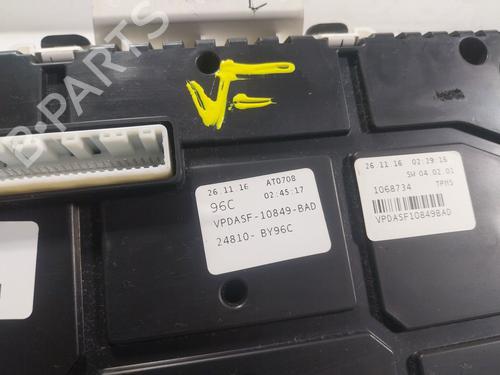 VF
26.11 16 AT0708
96C 02:45:17
VPDASF-10849-BAD
24810- BY96C
26.11 16 02:19:16
SW 04.02.01
1068734 TPMS
VPDASF10849BAD
B-PARTS